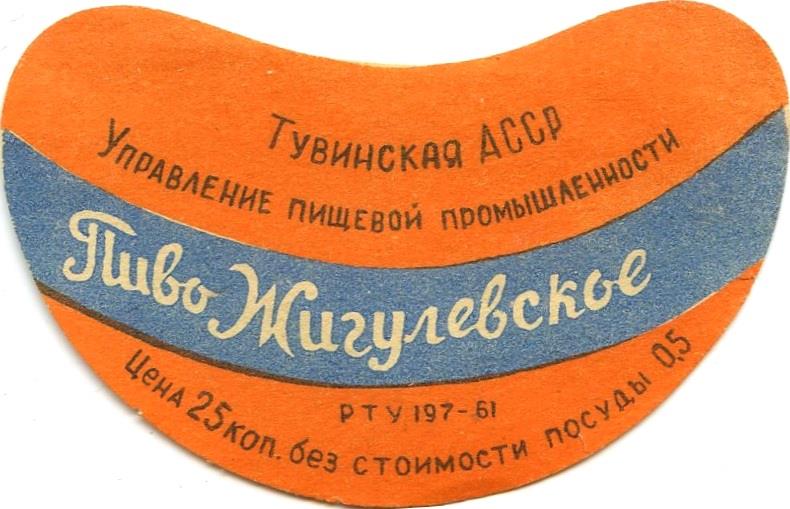 Тувинская АССР
Управление пищевой промышленности
Пиво Жигулевское
РТУ 197-61
Цена 25 коп. без стоимости посуды 0,5